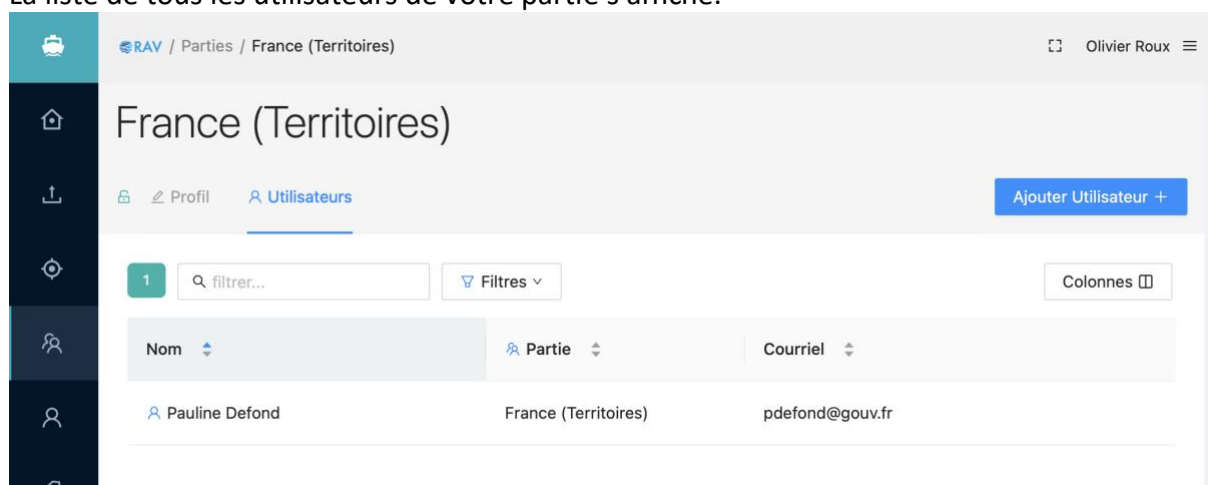 La liste de tous les utilisateurs de votre partie s'affiche.
RAV / Parties / France (Territoires) Olivier Roux
France (Territoires)
Profil Utilisateurs Ajouter Utilisateur +
1 filtrer... Filtres Colonnes
Nom Partie Courriel
Pauline Defond France (Territoires) pdefond@gouv.fr